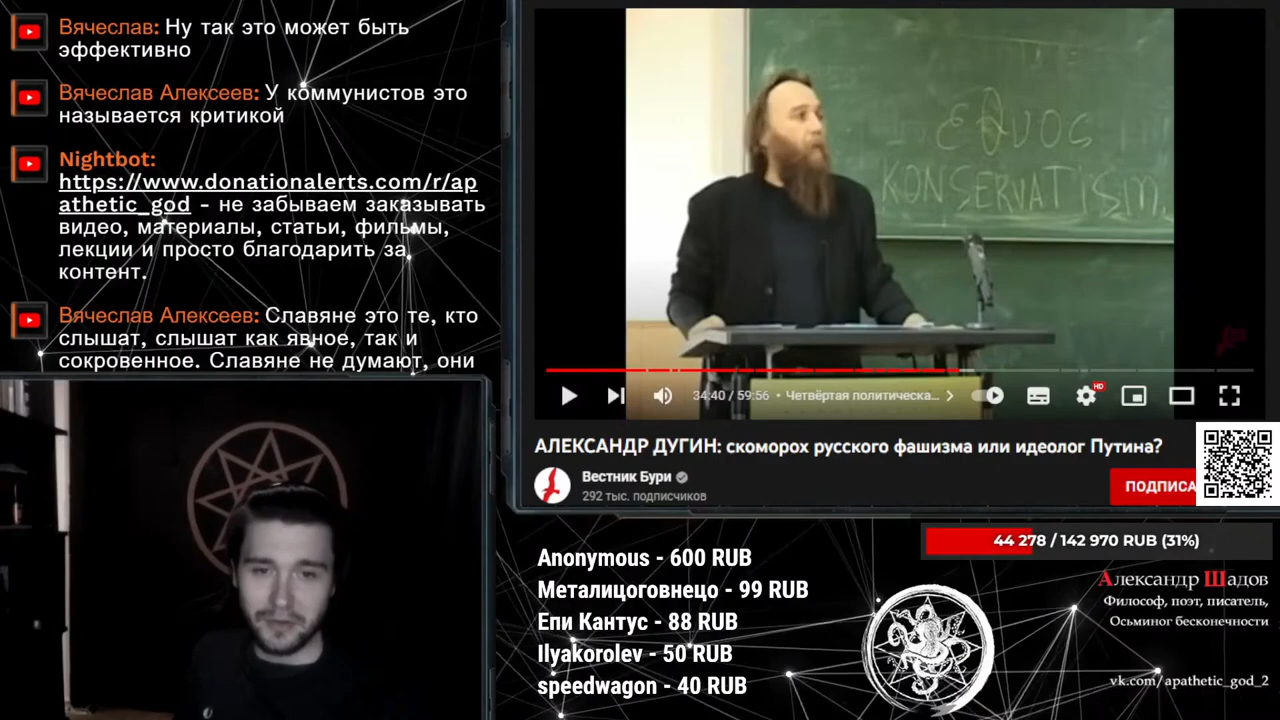 Вячеслав: Ну так это может быть
эффективно
Вячеслав Алексеев: У коммунистов это
называется критикой
Nightbot:
https://www.donationalerts.com/r/ap
athetic_god - не забываем заказывать
видео, материалы, статьи, фильмы,
лекции и просто благодарить за
контент.
Вячеслав Алексеев: Славяне это те, кто
слышат, слышат как явное, так и
сокровенное. Славяне не думают, они
KONSERVATISM
34:40 / 59:56 • Четвёртая политическа...
HD
АЛЕКСАНДР ДУГИН: скоморох русского фашизма или идеолог Путина?
Вестник Бури
292 тыс. подписчиков
ПОДПИСА
Anonymous - 600 RUB
Металицоговнецо - 99 RUB
Епи Кантус - 88 RUB
Ilyakorolev - 50 RUB
speedwagon - 40 RUB
44 278 / 142 970 RUB (31%)
Александр Шадов
Философ, поэт, писатель,
Осьминог бесконечности
vk.com/apathetic_god_2